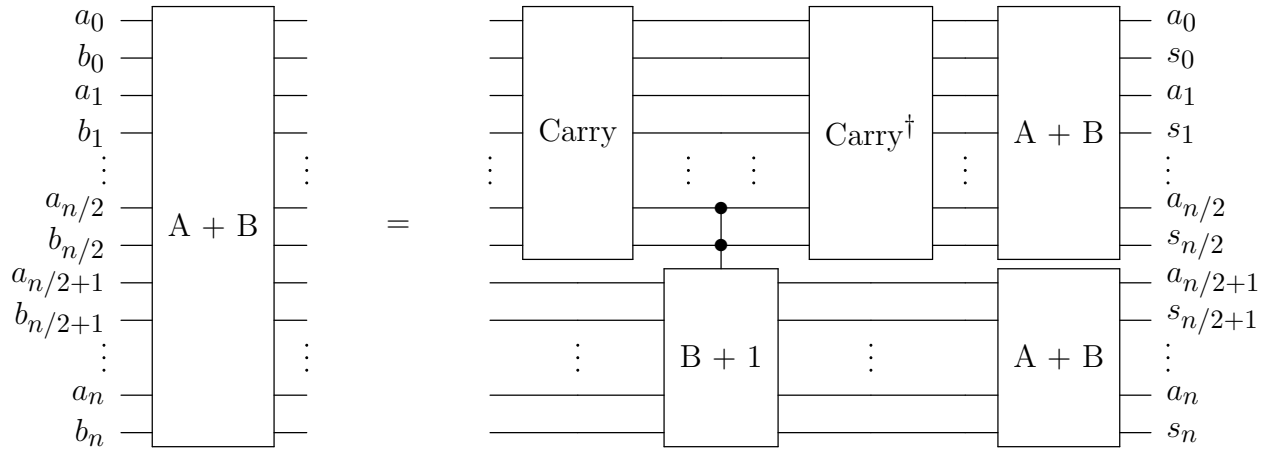 a_0 a_0
b_0 s_0
a_1 a_1
b_1 Carry Carry† A + B s_1
⋮ ⋮ ⋮ ⋮ ⋮ ⋮ ⋮
a_{n/2} a_{n/2}
A + B =
b_{n/2} s_{n/2}
a_{n/2+1} a_{n/2+1}
b_{n/2+1} s_{n/2+1}
⋮ ⋮ ⋮ B + 1 ⋮ A + B ⋮
a_n a_n
b_n s_n